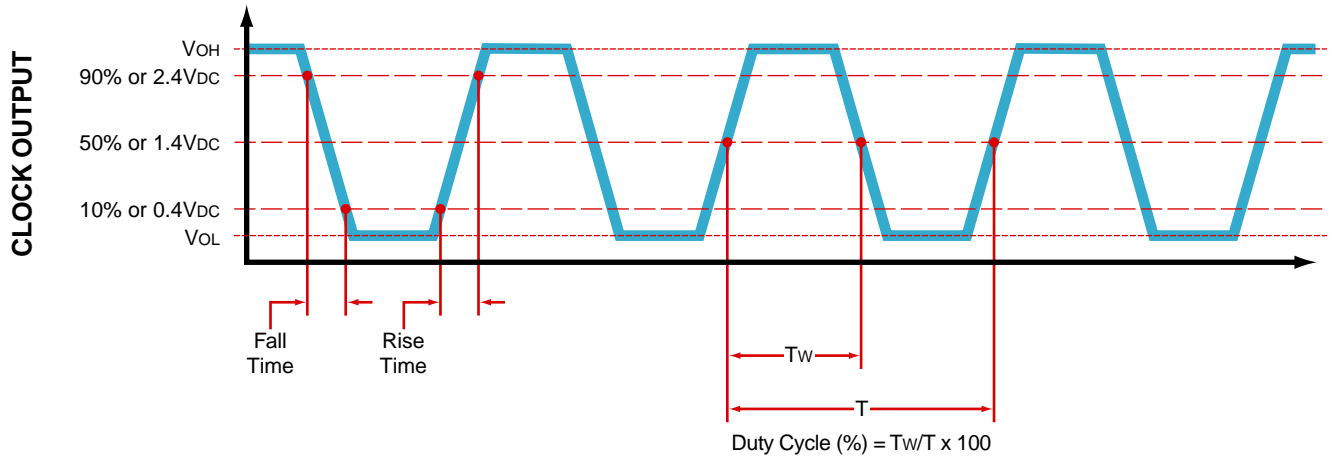 CLOCK OUTPUT
VOH
90% or 2.4VDC
50% or 1.4VDC
10% or 0.4VDC
VOL
Fall
Time
Rise
Time
TW
T
Duty Cycle (%) = TW/T x 100